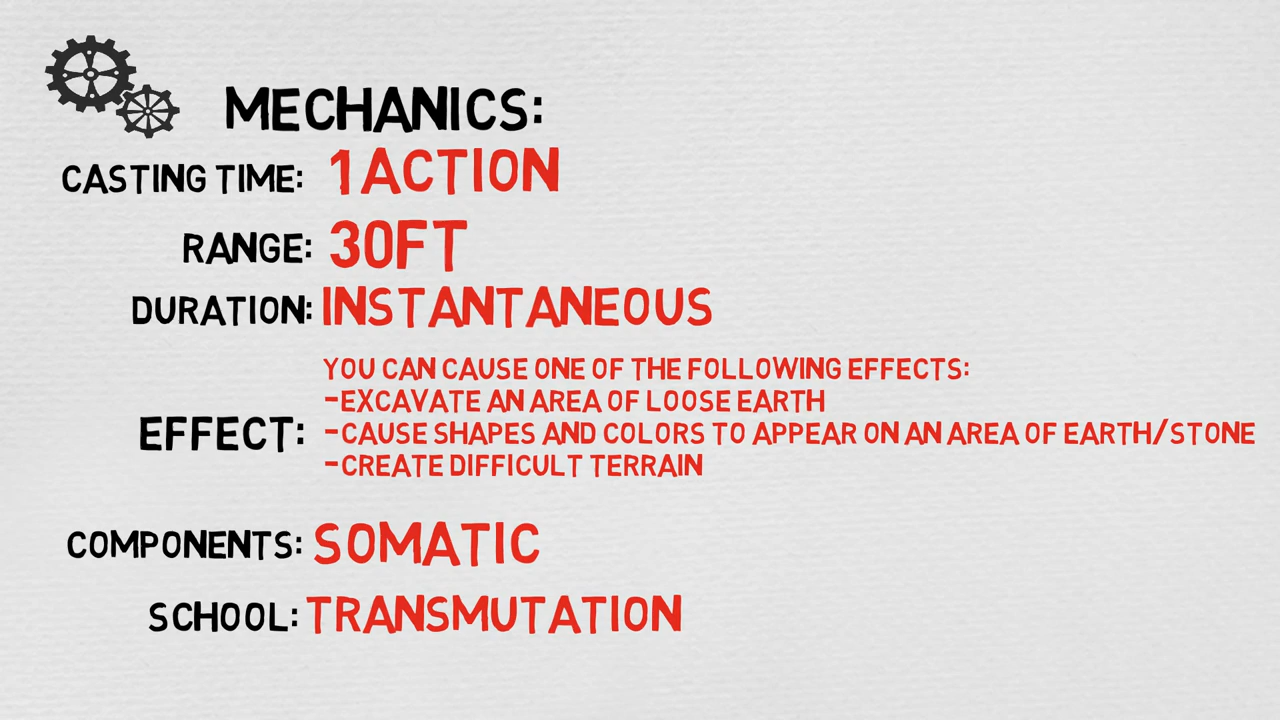 MECHANICS:
CASTING TIME: 1 ACTION
RANGE: 30FT
DURATION: INSTANTANEOUS
YOU CAN CAUSE ONE OF THE FOLLOWING EFFECTS:
-EXCAVATE AN AREA OF LOOSE EARTH
EFFECT: -CAUSE SHAPES AND COLORS TO APPEAR ON AN AREA OF EARTH/STONE
-CREATE DIFFICULT TERRAIN
COMPONENTS: SOMATIC
SCHOOL: TRANSMUTATION